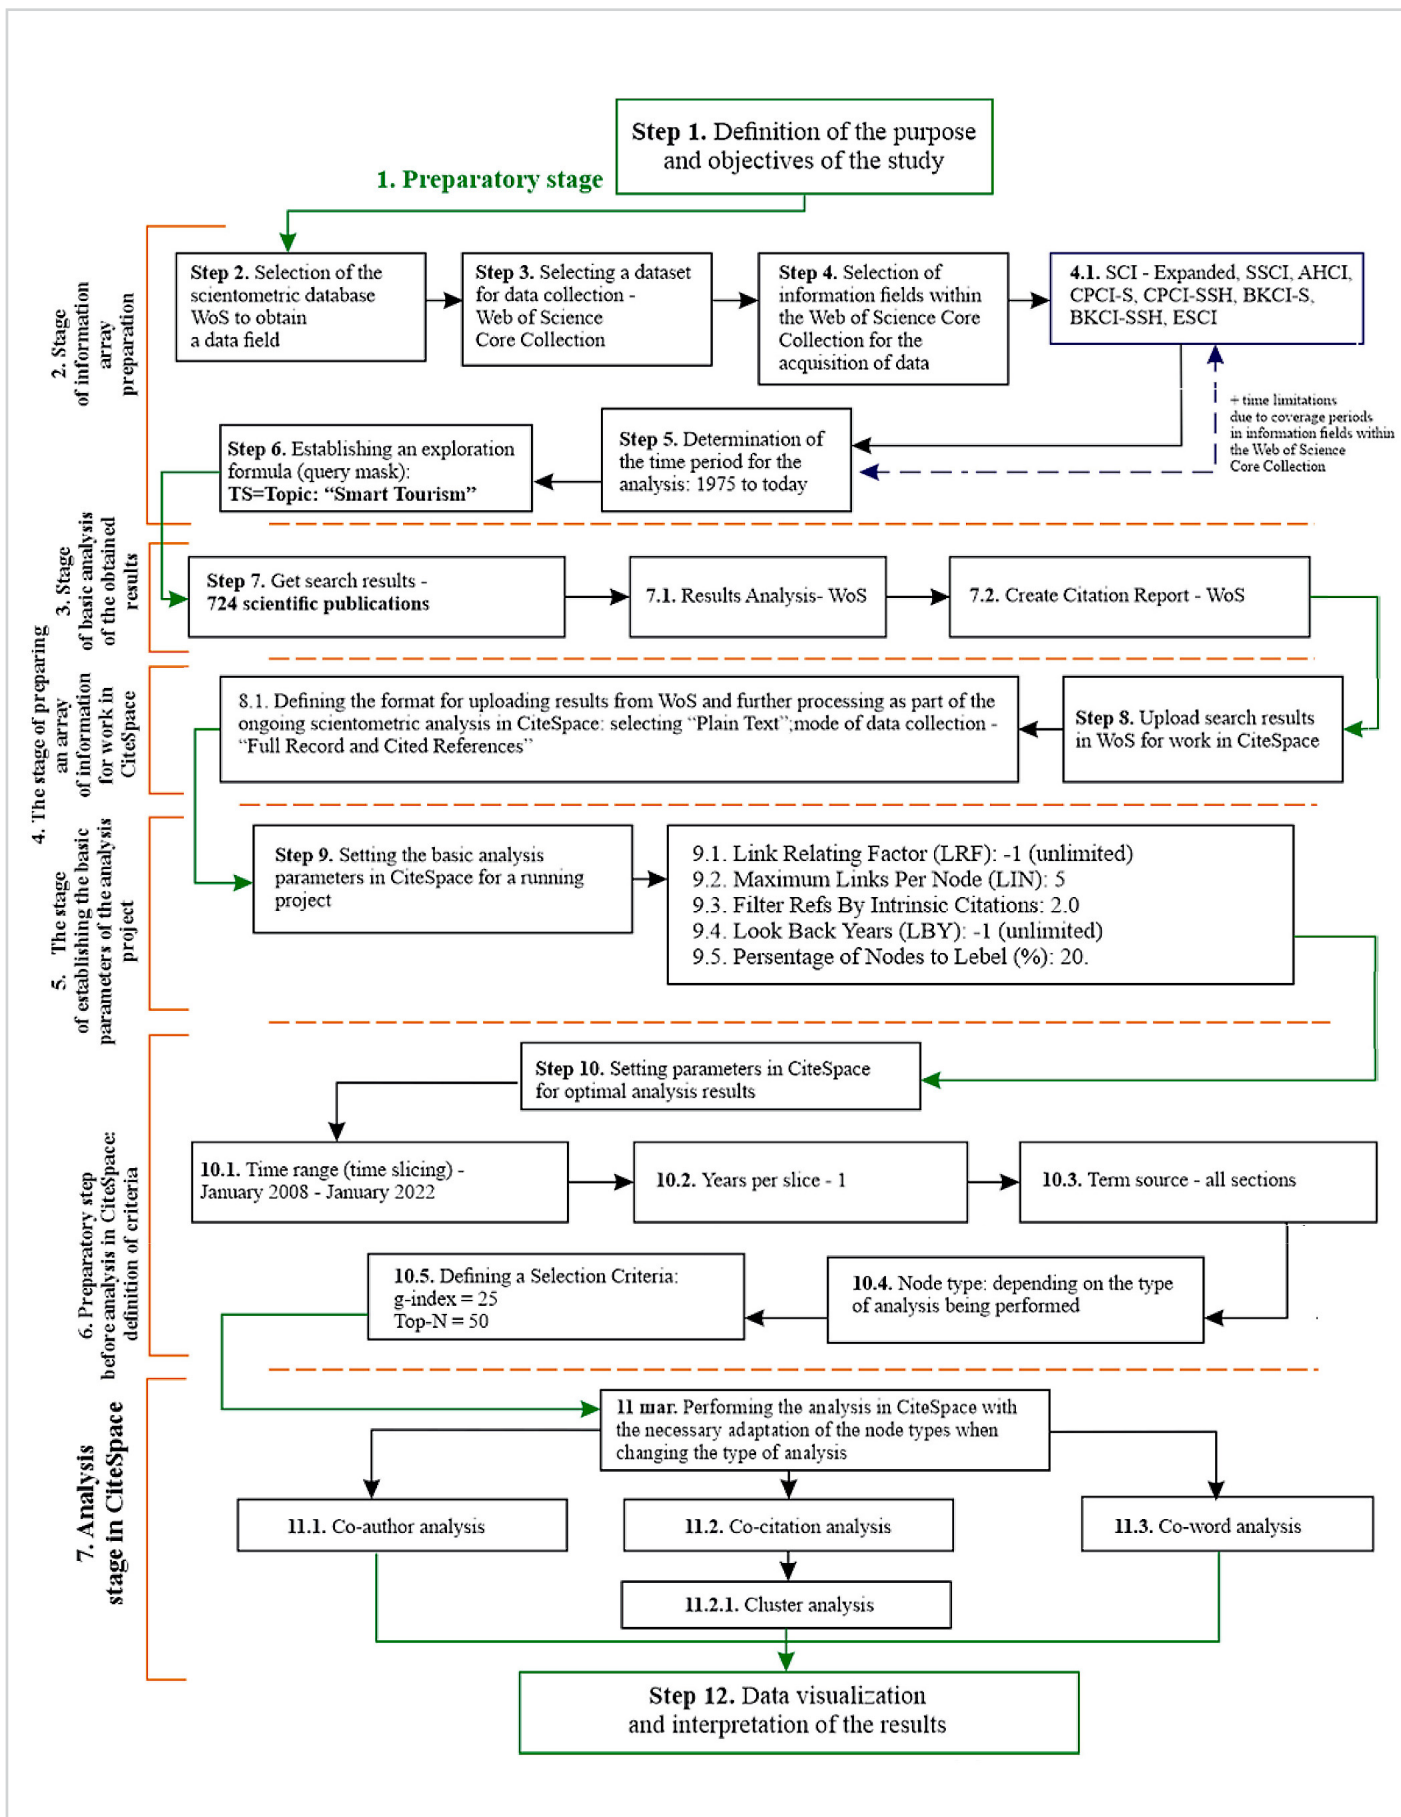 Step 1. Definition of the purpose
and objectives of the study
1. Preparatory stage
2. Stage
of information
array
preparation
Step 2. Selection of the
scientometric database
WoS to obtain
a data field
Step 3. Selecting a dataset
for data collection -
Web of Science
Core Collection
Step 4. Selection of
information fields within
the Web of Science Core
Collection for the
acquisition of data
4.1. SCI - Expanded, SSCI, AHCI,
CPCI-S, CPCI-SSH, BKCI-S,
BKCI-SSH, ESCI
+ time limitations
due to coverage periods
in information fields within
the Web of Science
Core Collection
Step 5. Determination of
the time period for the
analysis: 1975 to today
Step 6. Establishing an exploration
formula (query mask):
TS=Topic: “Smart Tourism”
3. Stage
of basic analysis
of the obtained
results
Step 7. Get search results -
724 scientific publications
7.1. Results Analysis- WoS
7.2. Create Citation Report - WoS
4. The stage of preparing
an array
of information
for work in
CiteSpace
Step 8. Upload search results
in WoS for work in CiteSpace
8.1. Defining the format for uploading results from WoS and further processing as part of the
ongoing scientometric analysis in CiteSpace: selecting “Plain Text”;mode of data collection -
“Full Record and Cited References”
5. The stage
of establishing the basic
parameters of the analysis
project
Step 9. Setting the basic analysis
parameters in CiteSpace for a running
project
9.1. Link Relating Factor (LRF): -1 (unlimited)
9.2. Maximum Links Per Node (LIN): 5
9.3. Filter Refs By Intrinsic Citations: 2.0
9.4. Look Back Years (LBY): -1 (unlimited)
9.5. Persentage of Nodes to Lebel (%): 20.
6. Preparatory step
before analysis in CiteSpace:
definition of criteria
Step 10. Setting parameters in CiteSpace
for optimal analysis results
10.1. Time range (time slicing) -
January 2008 - January 2022
10.2. Years per slice - 1
10.3. Term source - all sections
10.4. Node type: depending on the type
of analysis being performed
10.5. Defining a Selection Criteria:
g-index = 25
Top-N = 50
7. Analysis
stage in CiteSpace
11 mar. Performing the analysis in CiteSpace with
the necessary adaptation of the node types when
changing the type of analysis
11.1. Co-author analysis
11.2. Co-citation analysis
11.3. Co-word analysis
11.2.1. Cluster analysis
Step 12. Data visualization
and interpretation of the results